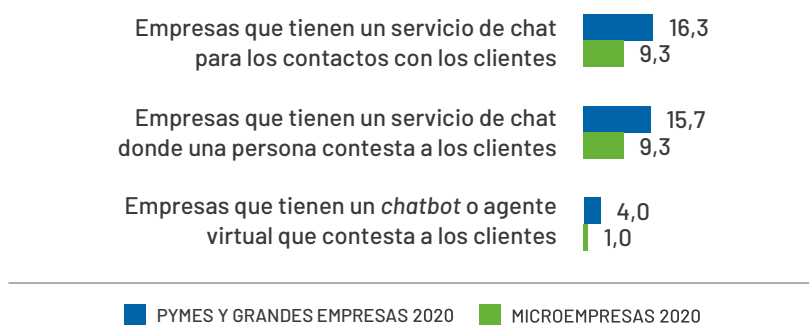 Empresas que tienen un servicio de chat
para los contactos con los clientes
16,3
9,3
Empresas que tienen un servicio de chat
donde una persona contesta a los clientes
15,7
9,3
Empresas que tienen un chatbot o agente
virtual que contesta a los clientes
4,0
1,0
PYMES Y GRANDES EMPRESAS 2020
MICROEMPRESAS 2020